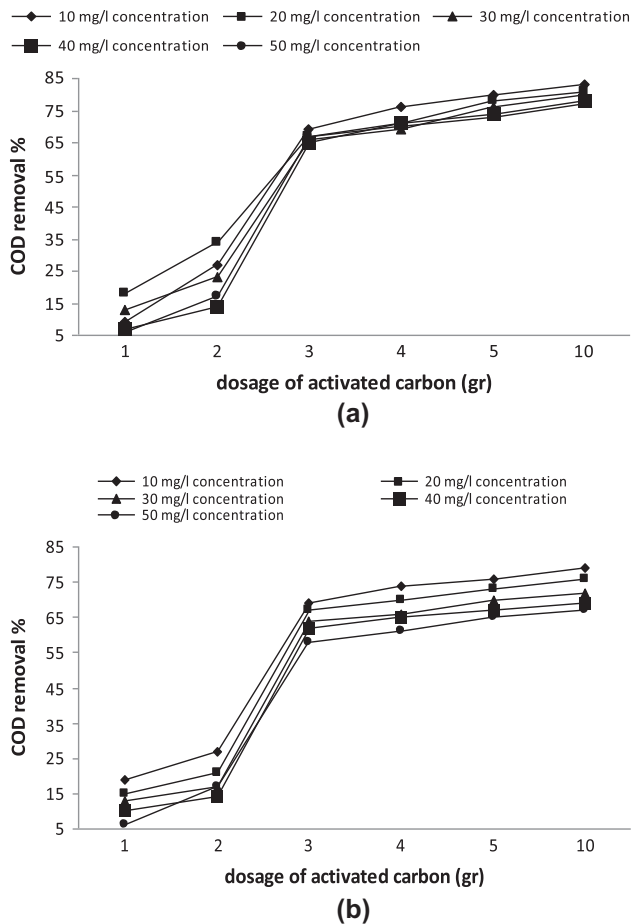 10 mg/l concentration 20 mg/l concentration 30 mg/l concentration
40 mg/l concentration 50 mg/l concentration
85
75
65
55
45
35
25
15
5
COD removal %
1 2 3 4 5 10
dosage of activated carbon (gr)
(a)
10 mg/l concentration 20 mg/l concentration
30 mg/l concentration 40 mg/l concentration
50 mg/l concentration
85
75
65
55
45
35
25
15
5
COD removal %
1 2 3 4 5 10
dosage of activated carbon (gr)
(b)